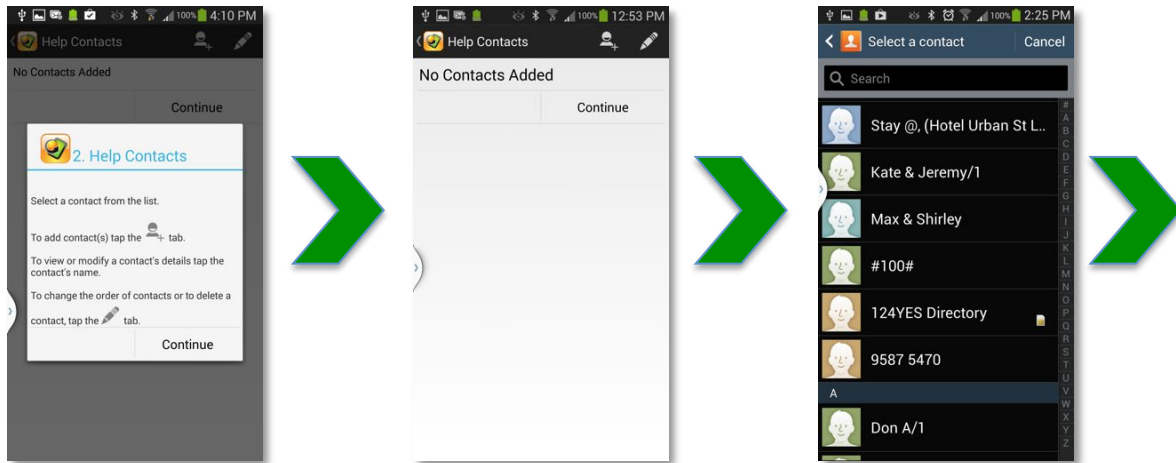 100% 4:10 PM
Help Contacts
No Contacts Added
Continue
2. Help Contacts
Select a contact from the list.
To add contact(s) tap the tab.
To view or modify a contact's details tap the
contact's name.
To change the order of contacts or to delete a
contact, tap the tab.
Continue
100% 12:53 PM
Help Contacts
No Contacts Added
Continue
100% 2:25 PM
Select a contact
Cancel
Search
Stay @, (Hotel Urban St L..
Kate & Jeremy/1
Max & Shirley
#100#
124YES Directory
9587 5470
A
Don A/1
#
A
B
C
D
E
F
G
H
I
J
K
L
M
N
O
P
Q
R
S
T
U
V
W
X
Y
Z